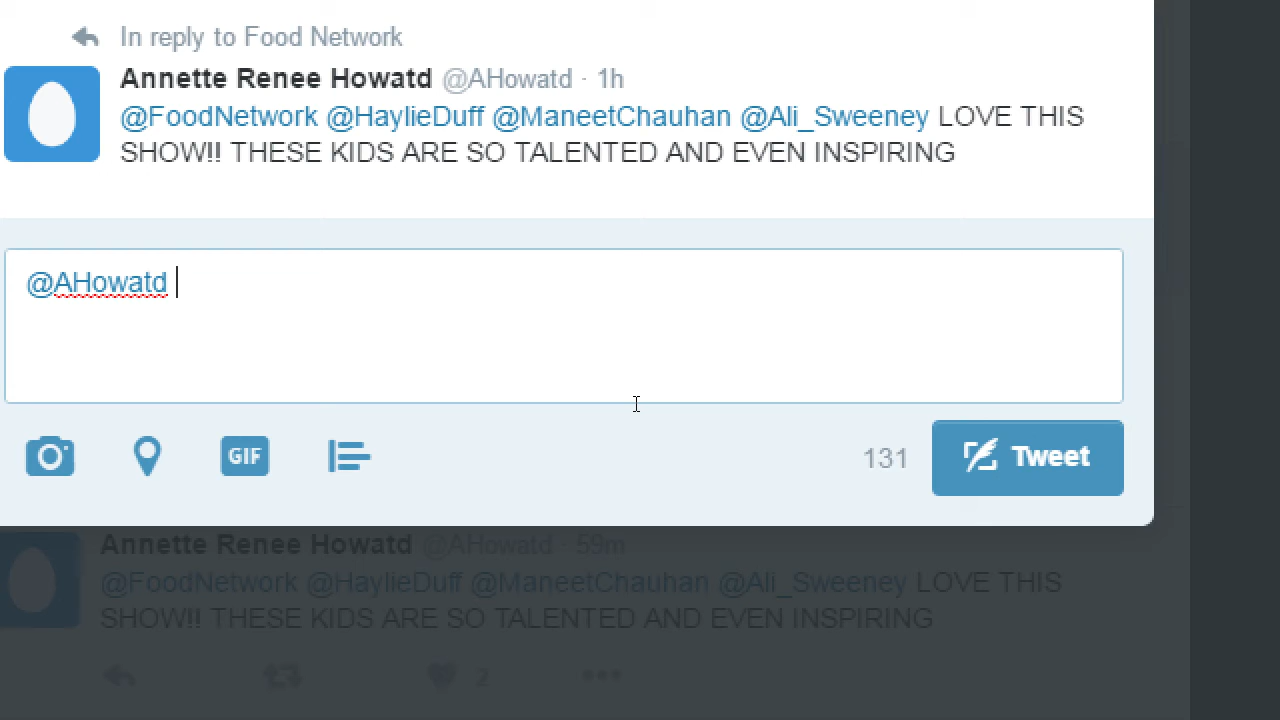 In reply to Food Network
Annette Renee Howatd @AHowatd · 1h
@FoodNetwork @HaylieDuff @ManeetChauhan @Ali_Sweeney LOVE THIS
SHOW!! THESE KIDS ARE SO TALENTED AND EVEN INSPIRING
@AHowatd
GIF
131
Tweet
Annette Renee Howatd @AHowatd · 59m
@FoodNetwork @HaylieDuff @ManeetChauhan @Ali_Sweeney LOVE THIS
SHOW!! THESE KIDS ARE SO TALENTED AND EVEN INSPIRING
2